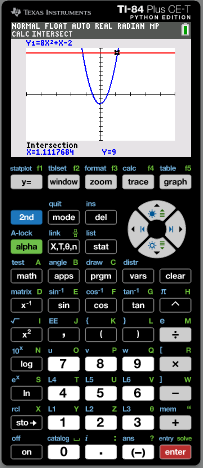 TEXAS INSTRUMENTS TI-84 Plus CE-T
PYTHON EDITION
NORMAL FLOAT AUTO REAL RADIAN MP
CALC INTERSECT
Y1=8X²+X-2
Intersection
X=1.1117684 Y=9
statplot f1 tblset f2 format f3 calc f4 table f5
y= window zoom trace graph
quit ins
2nd mode del
A-lock link list
alpha X,T,θ,n stat
test A angle B draw C distr
math apps prgm vars clear
matrix D sin⁻¹ E cos⁻¹ F tan⁻¹ G π H
x⁻¹ sin cos tan ^
√ I EE J { K } L e M
x² , ( ) ÷
10ˣ N u O v P w Q [ R
log 7 8 9 ×
eˣ S L4 T L5 U L6 V ] W
ln 4 5 6 −
rcl X L1 Y L2 Z L3 θ mem "
sto→ 1 2 3 +
off catalog i : ans ? entry solve
on 0 . (−) enter